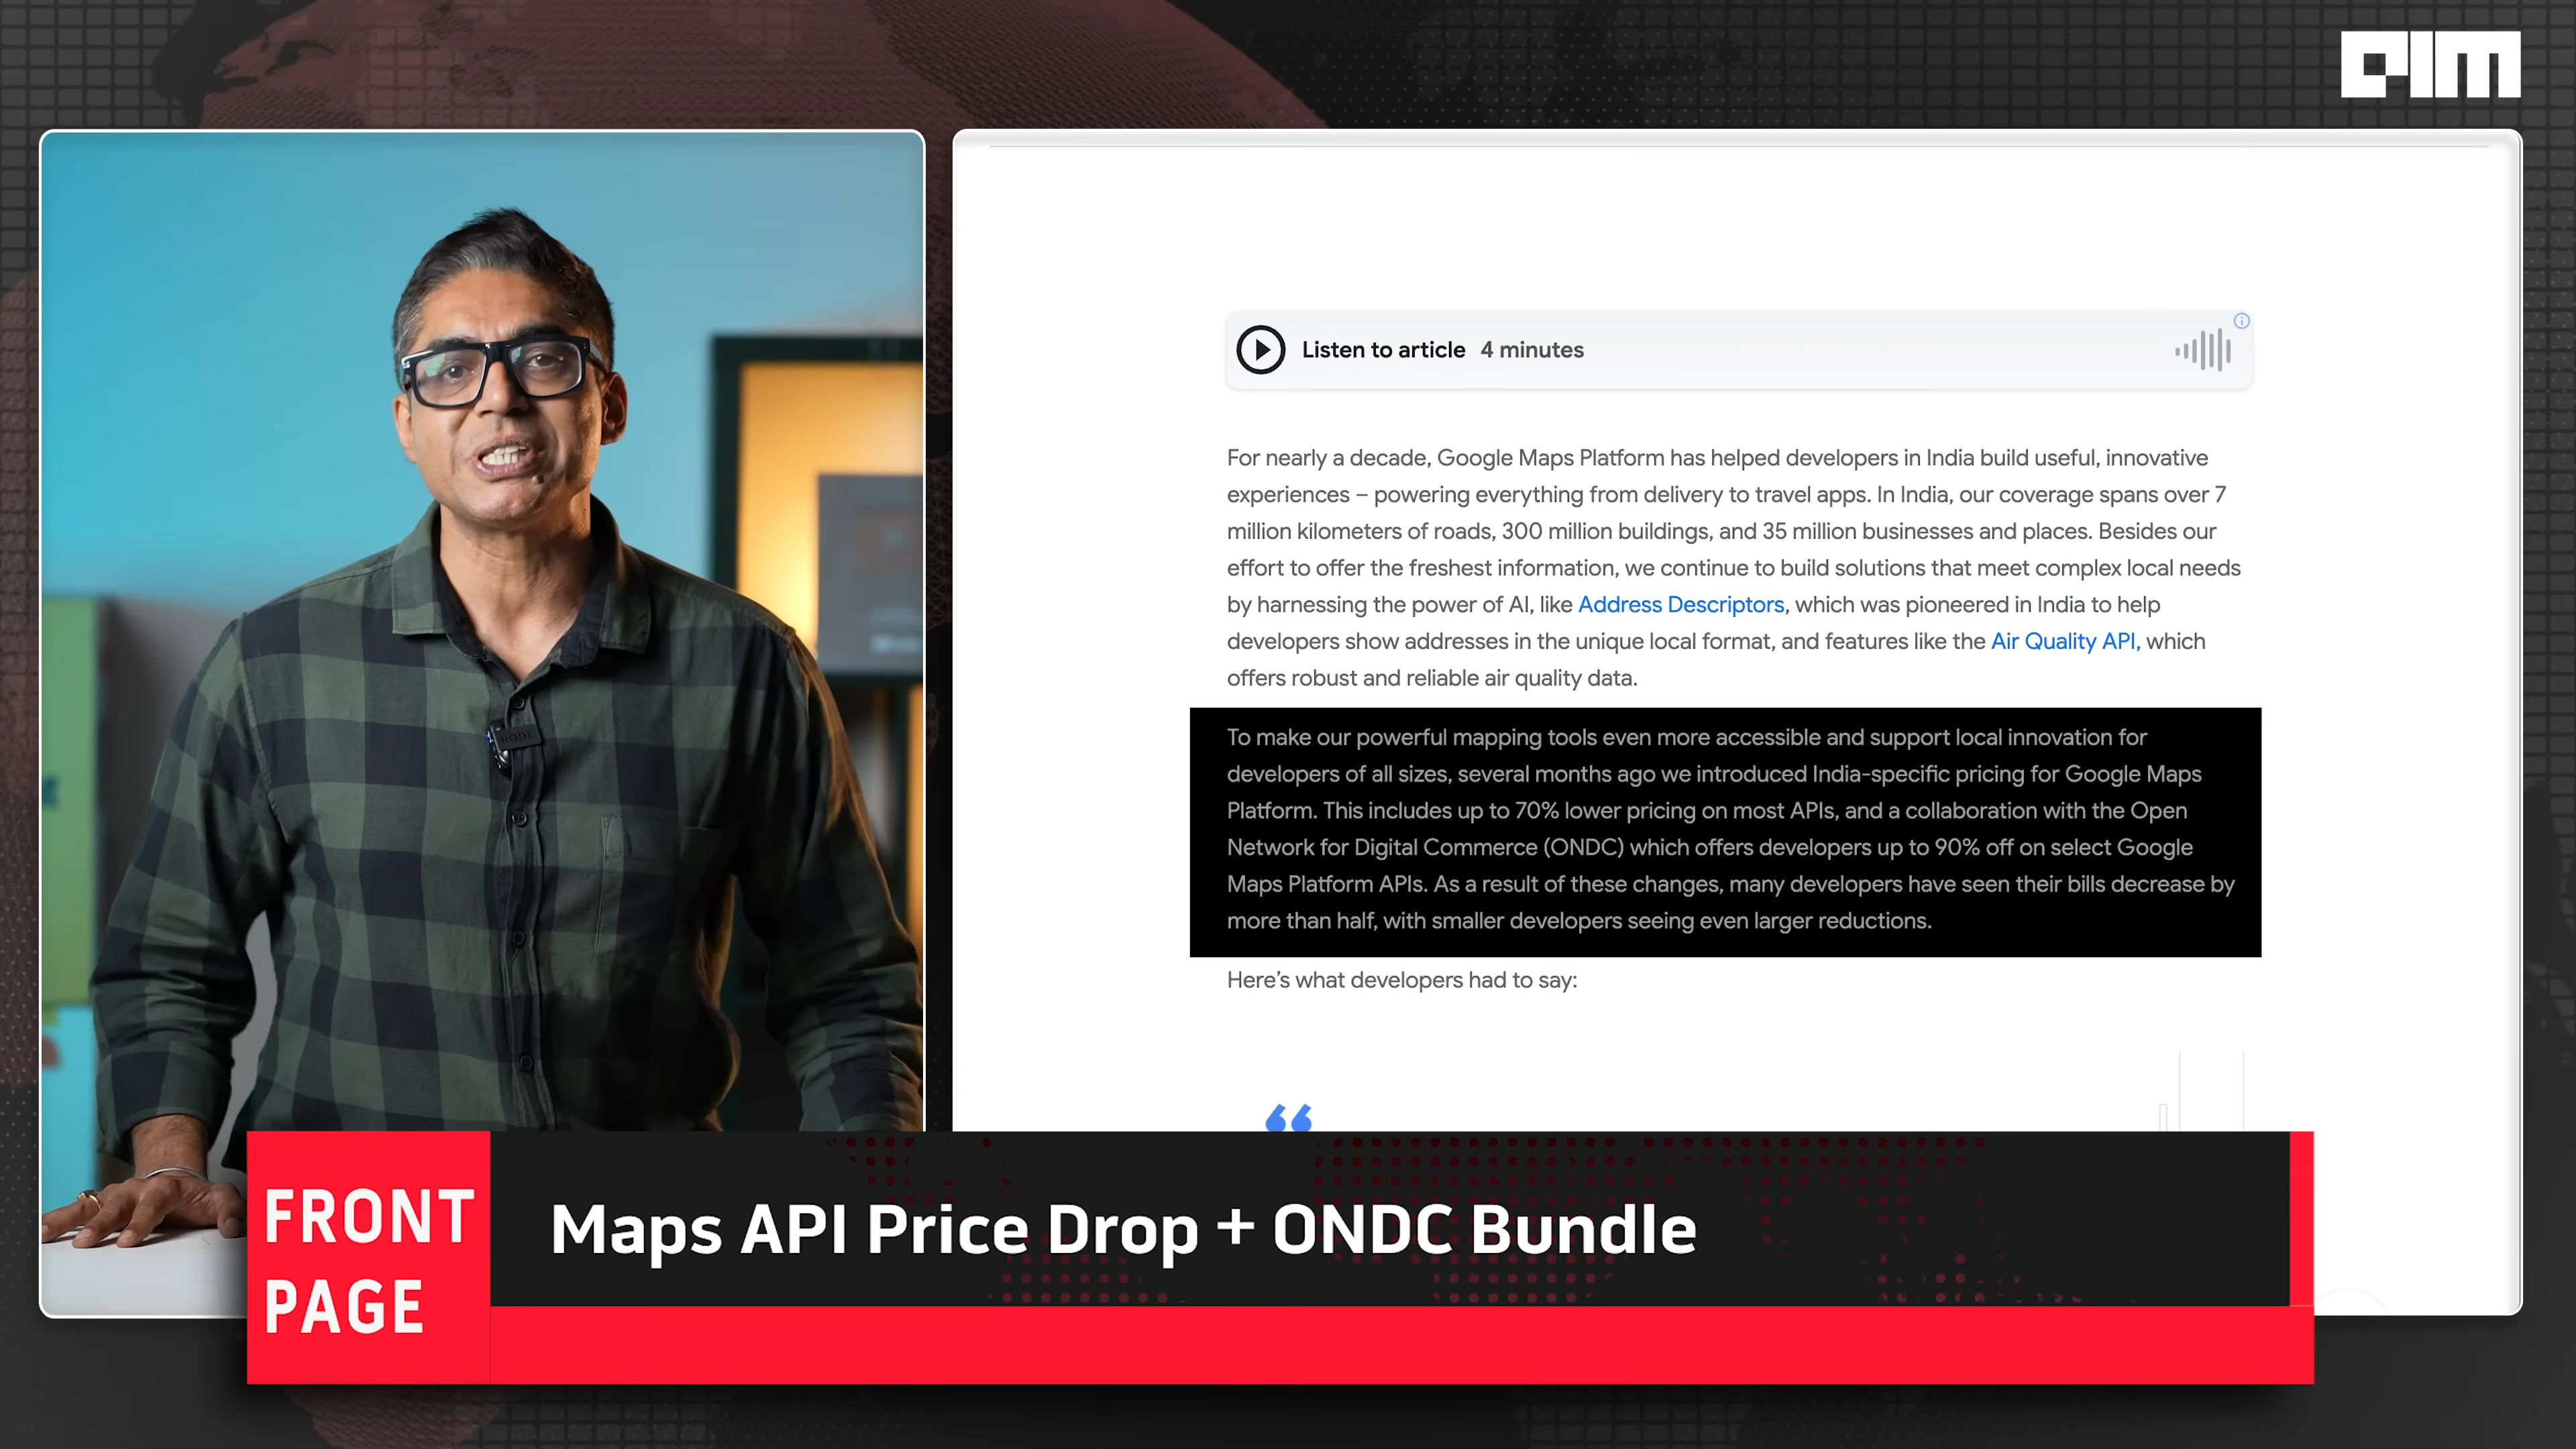 AIM
Listen to article 4 minutes
For nearly a decade, Google Maps Platform has helped developers in India build useful, innovative
experiences – powering everything from delivery to travel apps. In India, our coverage spans over 7
million kilometers of roads, 300 million buildings, and 35 million businesses and places. Besides our
effort to offer the freshest information, we continue to build solutions that meet complex local needs
by harnessing the power of AI, like Address Descriptors, which was pioneered in India to help
developers show addresses in the unique local format, and features like the Air Quality API, which
offers robust and reliable air quality data.
To make our powerful mapping tools even more accessible and support local innovation for
developers of all sizes, several months ago we introduced India-specific pricing for Google Maps
Platform. This includes up to 70% lower pricing on most APIs, and a collaboration with the Open
Network for Digital Commerce (ONDC) which offers developers up to 90% off on select Google
Maps Platform APIs. As a result of these changes, many developers have seen their bills decrease by
more than half, with smaller developers seeing even larger reductions.
Here’s what developers had to say:
“
RODE
FRONT
PAGE
Maps API Price Drop + ONDC Bundle